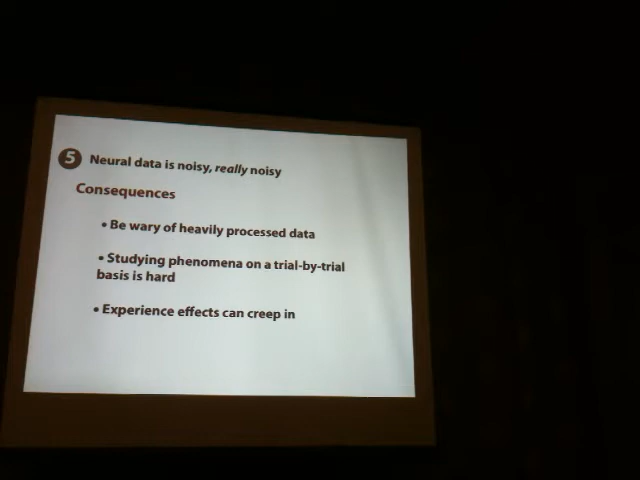 5 Neural data is noisy, really noisy
Consequences
• Be wary of heavily processed data
• Studying phenomena on a trial-by-trial
basis is hard
• Experience effects can creep in